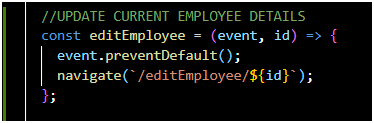 //UPDATE CURRENT EMPLOYEE DETAILS
const editEmployee = (event, id) => {
event.preventDefault();
navigate(`/editEmployee/${id}`);
};